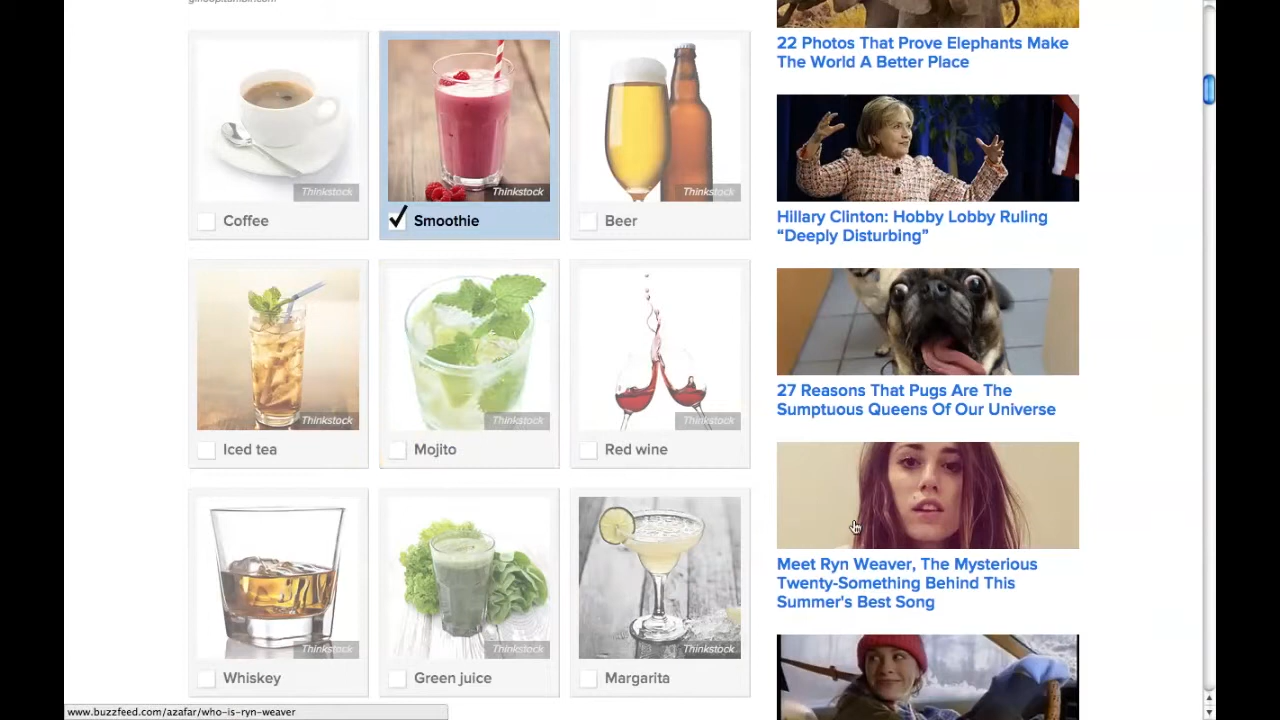 Thinkstock
Thinkstock
Thinkstock
Coffee
Smoothie
Beer
Thinkstock
Thinkstock
Thinkstock
Iced tea
Mojito
Red wine
Thinkstock
Thinkstock
Thinkstock
Whiskey
Green juice
Margarita
22 Photos That Prove Elephants Make
The World A Better Place
Hillary Clinton: Hobby Lobby Ruling
“Deeply Disturbing”
27 Reasons That Pugs Are The
Sumptuous Queens Of Our Universe
Meet Ryn Weaver, The Mysterious
Twenty-Something Behind This
Summer's Best Song
www.buzzfeed.com/azafar/who-is-ryn-weaver